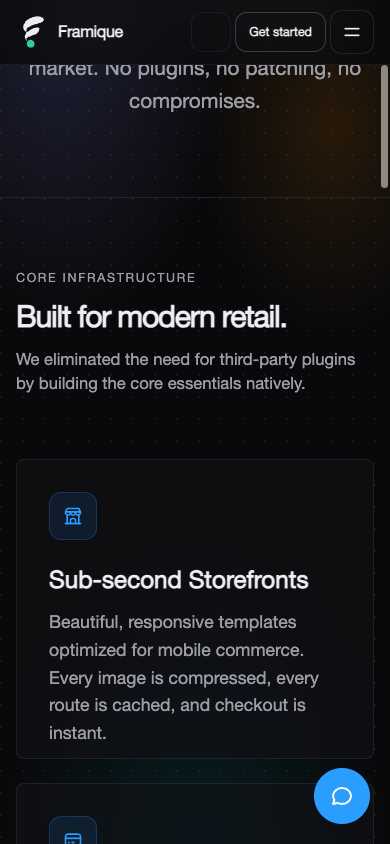 Framique
Get started
market. No plugins, no patching, no
compromises.
CORE INFRASTRUCTURE
Built for modern retail.
We eliminated the need for third-party plugins
by building the core essentials natively.
Sub-second Storefronts
Beautiful, responsive templates
optimized for mobile commerce.
Every image is compressed, every
route is cached, and checkout is
instant.